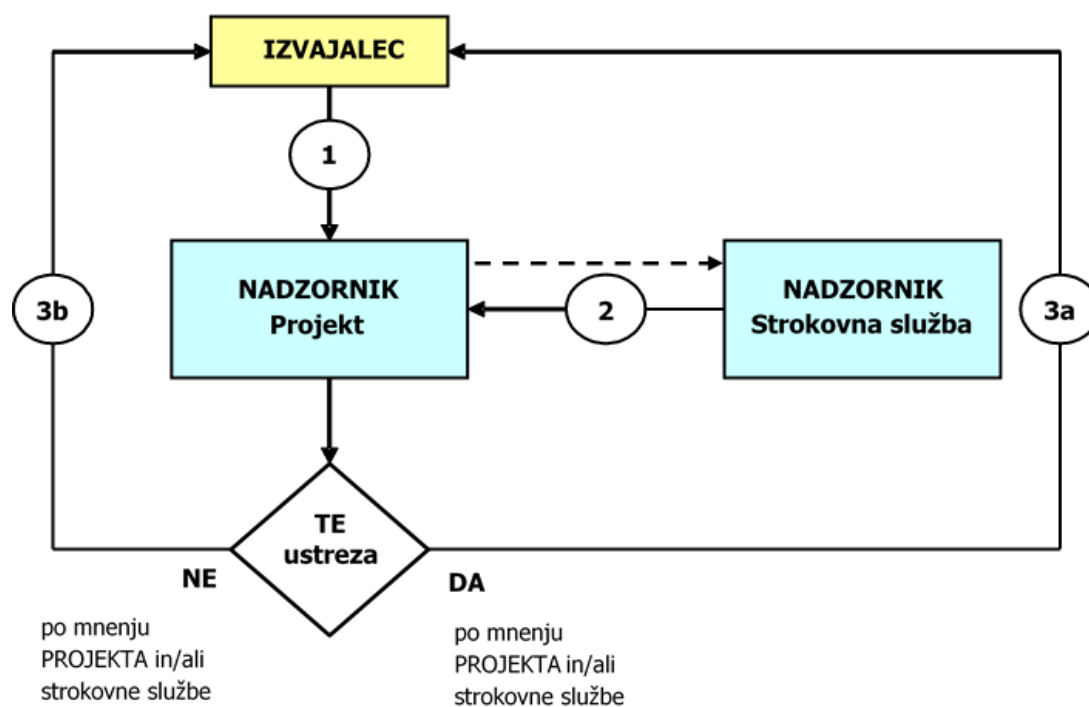 IZVAJALEC
1
NADZORNIK
Projekt
2
NADZORNIK
Strokovna služba
3b
3a
TE
ustreza
NE
DA
po mnenju
PROJEKTA in/ali
strokovne službe
po mnenju
PROJEKTA in/ali
strokovne službe